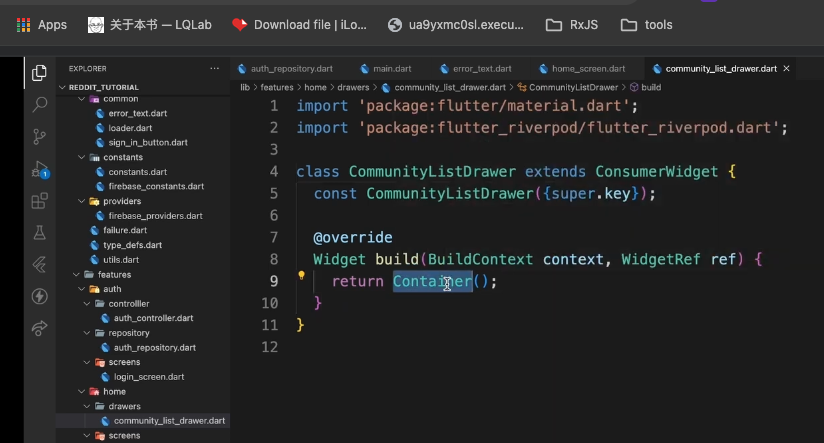 Apps 关于本书 — LQLab Download file | iLo... ua9yxmc0sl.execu... RxJS tools
EXPLORER ...
auth_repository.dart main.dart error_text.dart home_screen.dart community_list_drawer.dart ×
REDDIT_TUTORIAL
lib > features > home > drawers > community_list_drawer.dart > CommunityListDrawer > build
common
error_text.dart
loader.dart
sign_in_button.dart
constants
constants.dart
firebase_constants.dart
providers
firebase_providers.dart
failure.dart
type_defs.dart
utils.dart
features
auth
controlller
auth_controller.dart
repository
auth_repository.dart
screens
login_screen.dart
home
drawers
community_list_drawer.dart
screens
1
1 import 'package:flutter/material.dart';
2 import 'package:flutter_riverpod/flutter_riverpod.dart';
3
4 class CommunityListDrawer extends ConsumerWidget {
5 const CommunityListDrawer({super.key});
6
7 @override
8 Widget build(BuildContext context, WidgetRef ref) {
9 return Container();
10 }
11 }
12